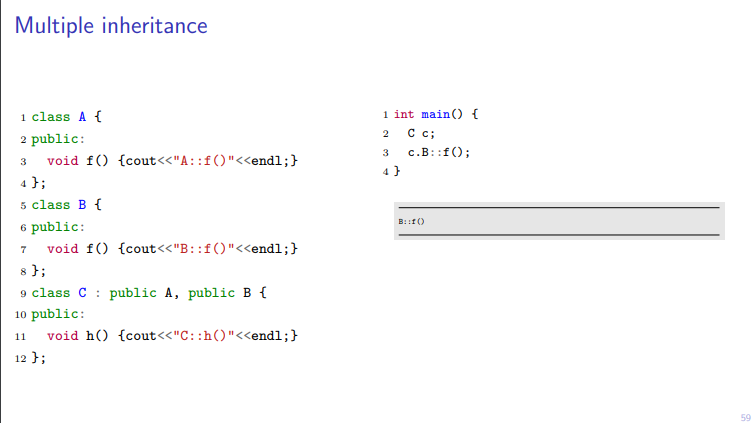 Multiple inheritance
1 class A {
2 public:
3   void f() {cout<<"A::f()"<<endl;}
4 };
5 class B {
6 public:
7   void f() {cout<<"B::f()"<<endl;}
8 };
9 class C : public A, public B {
10 public:
11   void h() {cout<<"C::h()"<<endl;}
12 };
1 int main() {
2   C c;
3   c.B::f();
4 }
B::f()
59